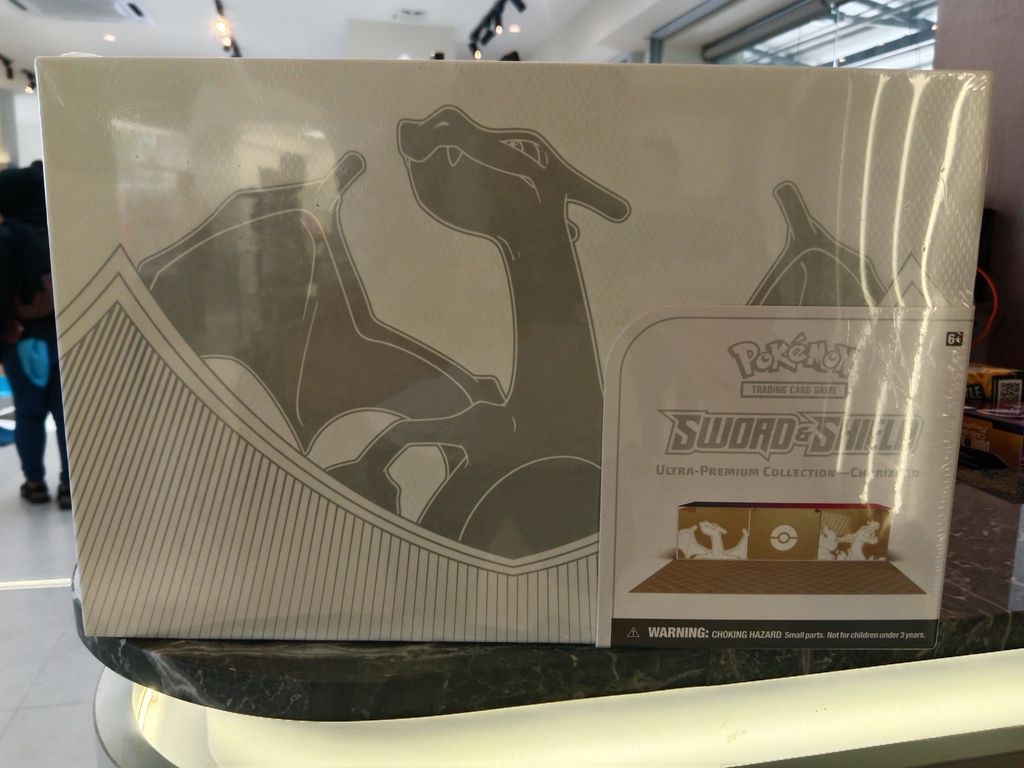 6+
POKéMON
TRADING CARD GAME
SWORD & SHIELD
ULTRA-PREMIUM COLLECTION—CHARIZARD
WARNING: CHOKING HAZARD Small parts. Not for children under 3 years.